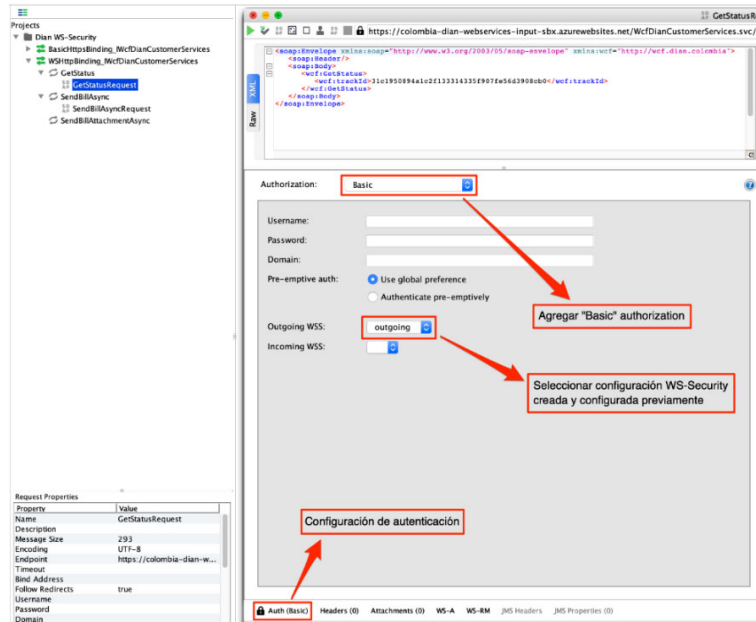 Projects
Dian WS-Security
BasicHttpsBinding_IWcfDianCustomerServices
WSHttpBinding_IWcfDianCustomerServices
GetStatus
GetStatusRequest
SendBillAsync
SendBillAsyncRequest
SendBillAttachmentAsync
Request Properties
Property Value
Name GetStatusRequest
Description
Message Size 293
Encoding UTF-8
Endpoint https://colombia-dian-w...
Timeout
Bind Address
Follow Redirects true
Username
Password
Domain
GetStatusRe
https://colombia-dian-webservices-input-sbx.azurewebsites.net/WcfDianCustomerServices.svc/
XML
Raw
<soap:Envelope xmlns:soap="http://www.w3.org/2003/05/soap-envelope" xmlns:wcf="http://wcf.dian.colombia">
<soap:Header/>
<soap:Body>
<wcf:GetStatus>
<wcf:trackId>31c1950894a1c2f133314335f907fe56d3908cb0</wcf:trackId>
</wcf:GetStatus>
</soap:Body>
</soap:Envelope>
Authorization: Basic
Username:
Password:
Domain:
Pre-emptive auth: Use global preference
Authenticate pre-emptively
Agregar "Basic" authorization
Outgoing WSS: outgoing
Incoming WSS:
Seleccionar configuración WS-Security
creada y configurada previamente
Configuración de autenticación
Auth (Basic) Headers (0) Attachments (0) WS-A WS-RM JMS Headers JMS Properties (0)